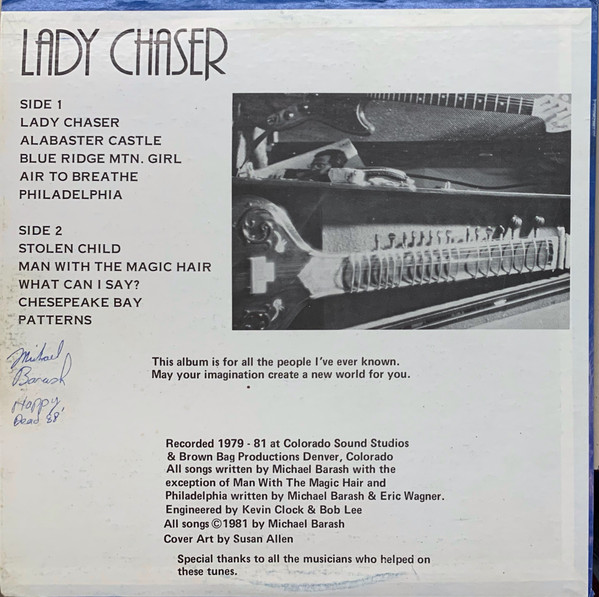 LADY CHASER
SIDE 1
LADY CHASER
ALABASTER CASTLE
BLUE RIDGE MTN. GIRL
AIR TO BREATHE
PHILADELPHIA
SIDE 2
STOLEN CHILD
MAN WITH THE MAGIC HAIR
WHAT CAN I SAY?
CHESEPEAKE BAY
PATTERNS
Michael
Barash
Happy
Dead 88'
This album is for all the people I've ever known.
May your imagination create a new world for you.
Recorded 1979 - 81 at Colorado Sound Studios
& Brown Bag Productions Denver, Colorado
All songs written by Michael Barash with the
exception of Man With The Magic Hair and
Philadelphia written by Michael Barash & Eric Wagner.
Engineered by Kevin Clock & Bob Lee
All songs ©1981 by Michael Barash
Cover Art by Susan Allen
Special thanks to all the musicians who helped on
these tunes.